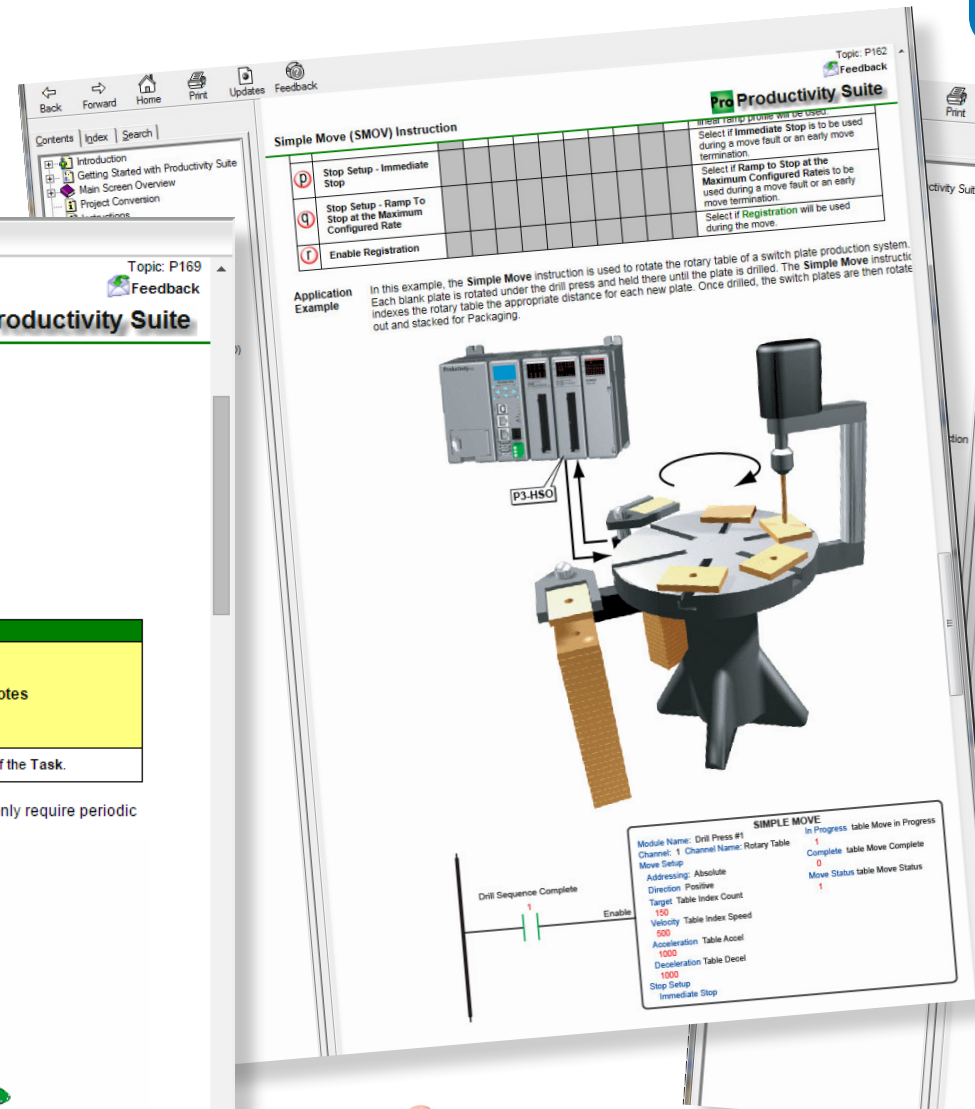 Back
Forward
Home
Print
Updates
Feedback
Contents
Index
Search
Introduction
Getting Started with Productivity Suite
Main Screen Overview
Project Conversion
Instructions
Topic: P162
Feedback
Pro Productivity Suite
Simple Move (SMOV) Instruction
linear ramp profile will be used.
p
Stop Setup - Immediate
Stop
Select if Immediate Stop is to be used
during a move fault or an early move
termination.
q
Stop Setup - Ramp To
Stop at the Maximum
Configured Rate
Select if Ramp to Stop at the
Maximum Configured Rateis to be
used during a move fault or an early
move termination.
r
Enable Registration
Select if Registration will be used
during the move.
Application
Example
In this example, the Simple Move instruction is used to rotate the rotary table of a switch plate production system.
Each blank plate is rotated under the drill press and held there until the plate is drilled. The Simple Move instructio
indexes the rotary table the appropriate distance for each new plate. Once drilled, the switch plates are then rotate
out and stacked for Packaging.
P3-HSO
Drill Sequence Complete
1
Enable
SIMPLE MOVE
Module Name: Drill Press #1
Channel: 1 Channel Name: Rotary Table
Move Setup
Addressing: Absolute
Direction Positive
Target Table Index Count
150
Velocity Table Index Speed
500
Acceleration Table Accel
1000
Deceleration Table Decel
1000
Stop Setup
Immediate Stop
In Progress table Move in Progress
1
Complete table Move Complete
0
Move Status table Move Status
1
Topic: P169
Feedback
roductivity Suite
otes
f the Task.
nly require periodic
Print
ctivity Suit
tion